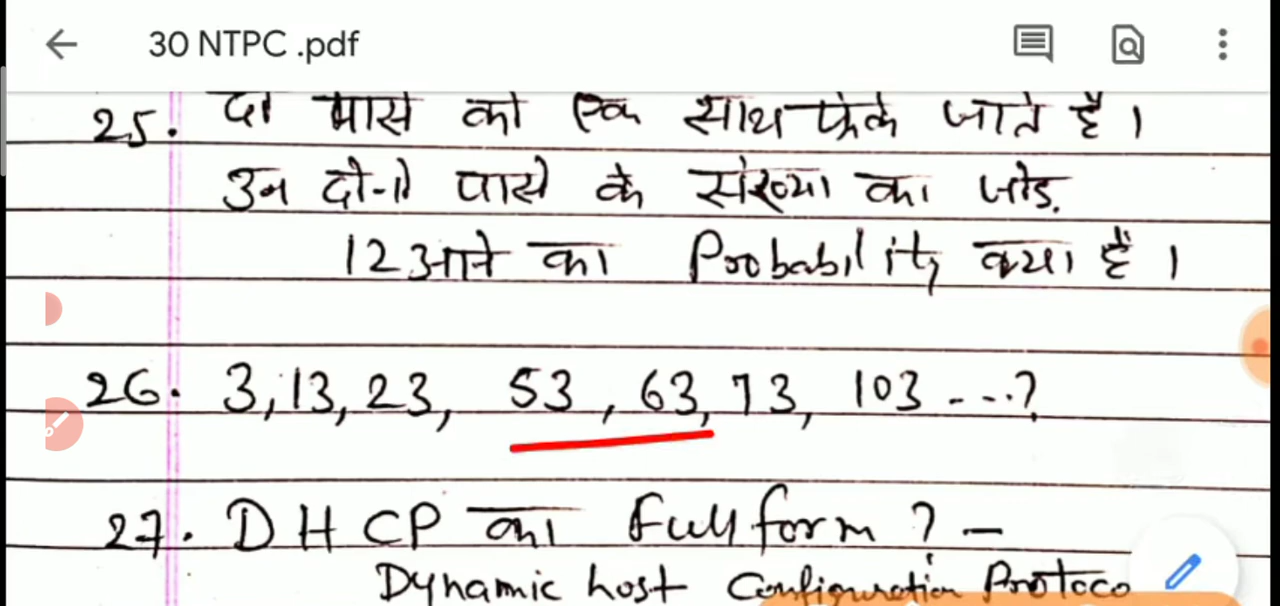 30 NTPC .pdf
25. दो पासे को एक साथ फेंके जाते है।
उन दोनो पासे के संख्या का जोड़
12 आने का Probability क्या है।
26. 3, 13, 23, 53, 63, 73, 103 ---?
27. DHCP का Full form ? –
Dynamic host Configuration Protoco